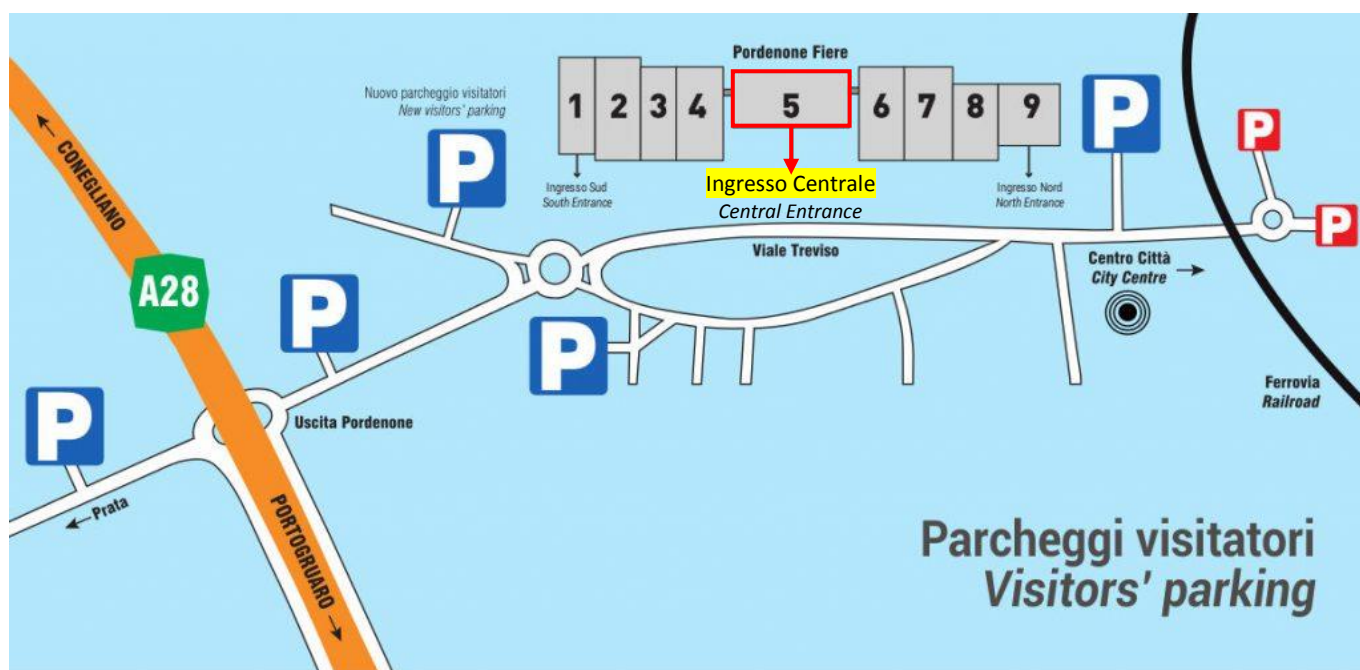 Pordenone Fiere
Nuovo parcheggio visitatori
New visitors' parking
1 2 3 4 5 6 7 8 9
P
P
P
P
P
P
P
Ingresso Sud
South Entrance
Ingresso Centrale
Central Entrance
Ingresso Nord
North Entrance
← CONEGLIANO
A28
Viale Treviso
Centro Città
City Centre →
Uscita Pordenone
Ferrovia
Railroad
← Prata
PORTOGRUARO →
Parcheggi visitatori
Visitors' parking